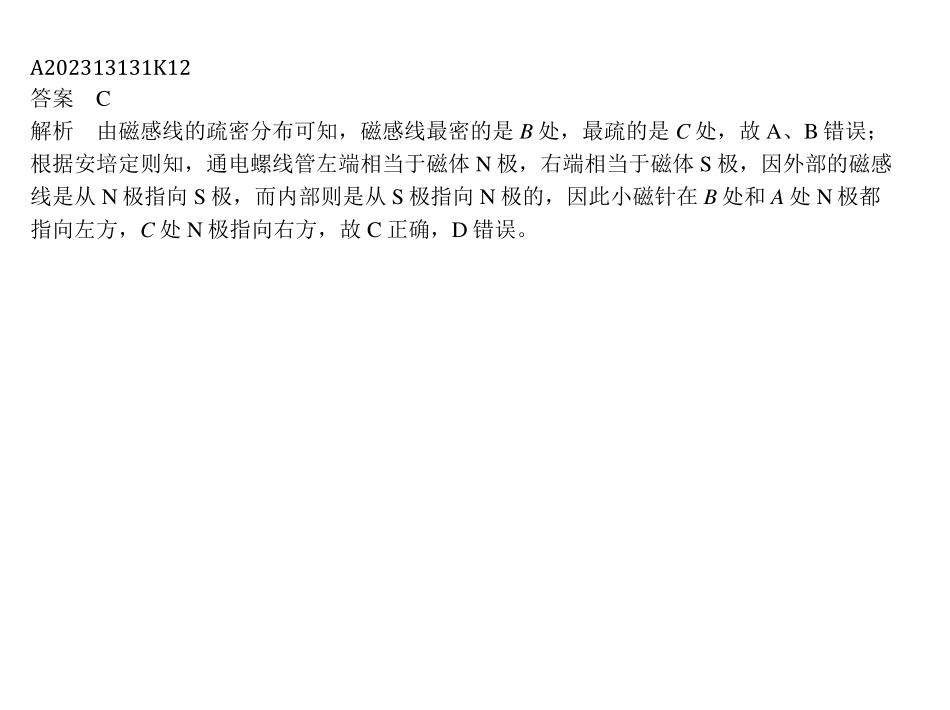 A202313131K12
答案　C
解析　由磁感线的疏密分布可知，磁感线最密的是 B 处，最疏的是 C 处，故 A、B 错误；
根据安培定则知，通电螺线管左端相当于磁体 N 极，右端相当于磁体 S 极，因外部的磁感
线是从 N 极指向 S 极，而内部则是从 S 极指向 N 极的，因此小磁针在 B 处和 A 处 N 极都
指向左方，C 处 N 极指向右方，故 C 正确，D 错误。